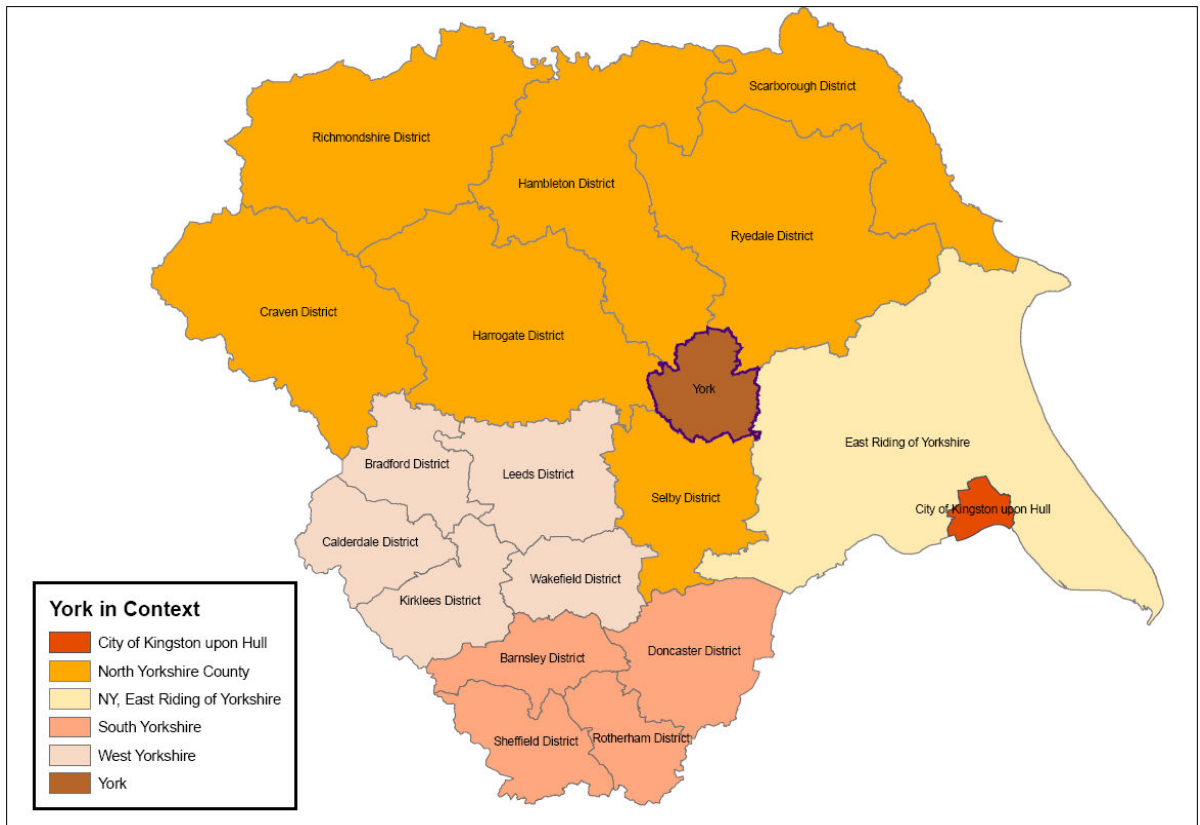 Scarborough District
Richmondshire District
Hambleton District
Ryedale District
Craven District
Harrogate District
York
East Riding of Yorkshire
Bradford District
Leeds District
Selby District
City of Kingston upon Hull
Calderdale District
Wakefield District
Kirklees District
Barnsley District
Doncaster District
Sheffield District
Rotherham District
York in Context
City of Kingston upon Hull
North Yorkshire County
NY, East Riding of Yorkshire
South Yorkshire
West Yorkshire
York